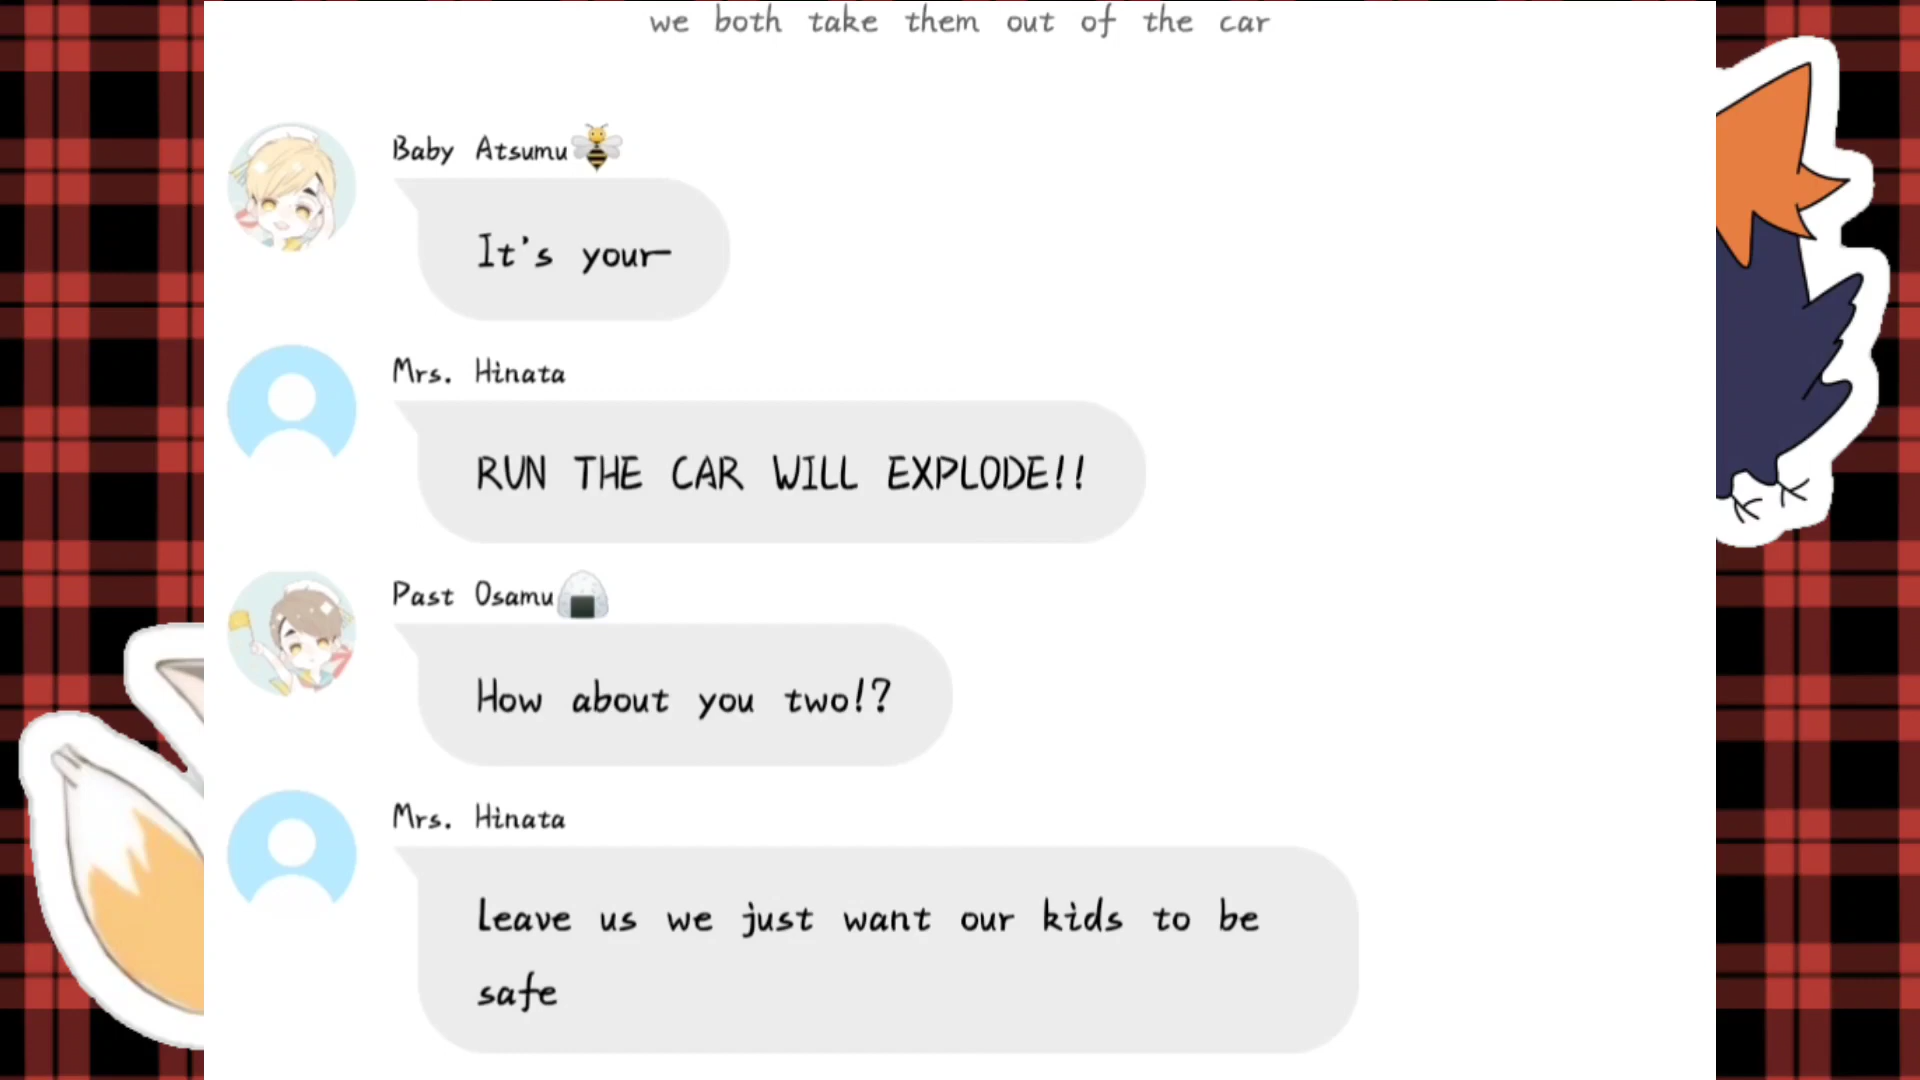 we both take them out of the car
Baby Atsumu🐝
It's your-
Mrs. Hinata
RUN THE CAR WILL EXPLODE!!
Past Osamu🍙
How about you two!?
Mrs. Hinata
Leave us we just want our kids to be
safe